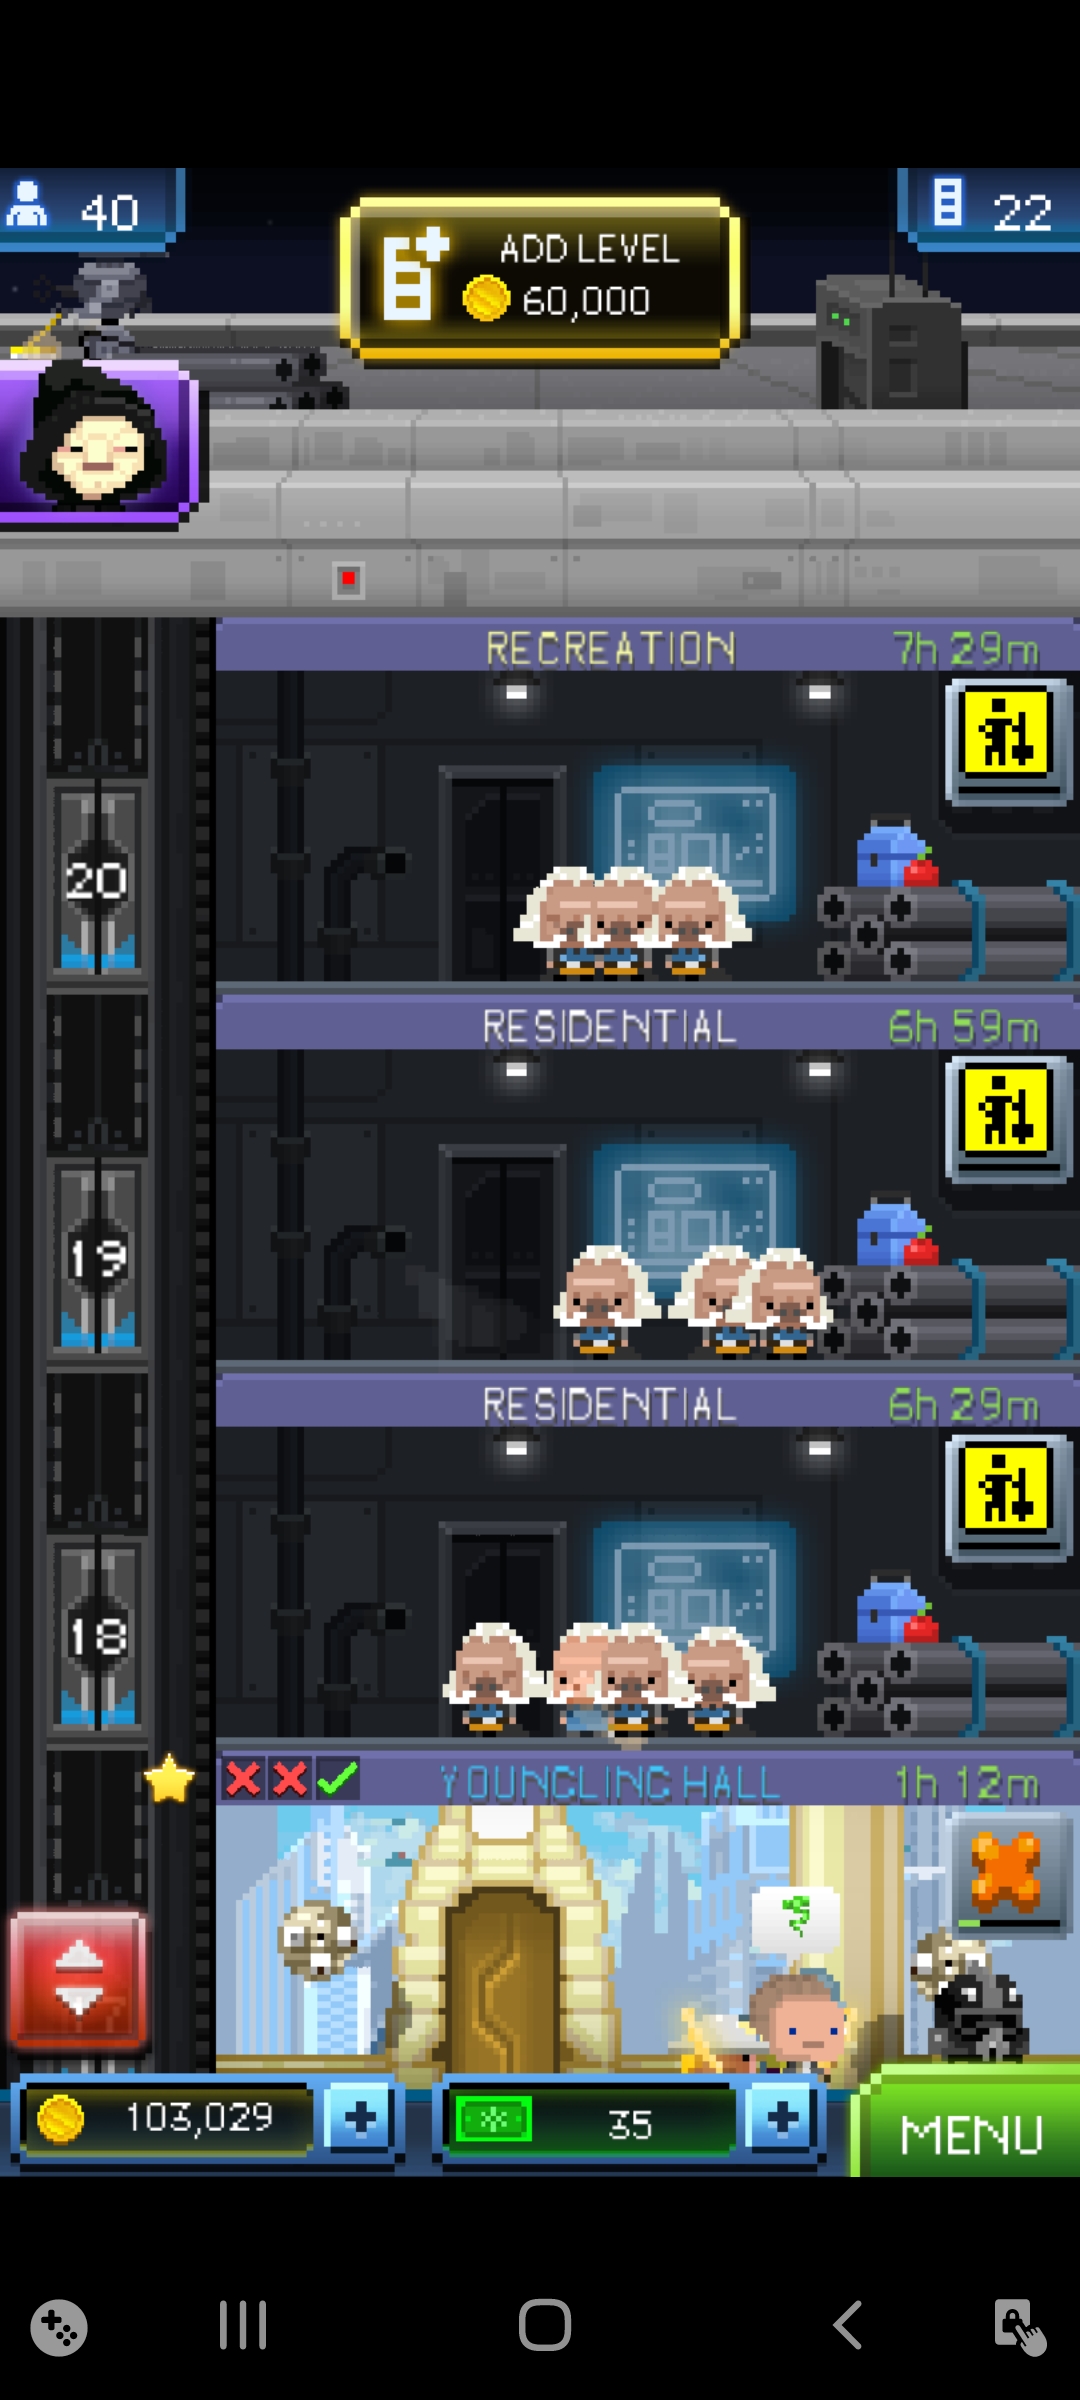 40
ADD LEVEL
60,000
22
RECREATION 7h 29m
20
RESIDENTIAL 6h 59m
19
RESIDENTIAL 6h 29m
18
YOUNGLING HALL 1h 12m
103,029
35
MENU